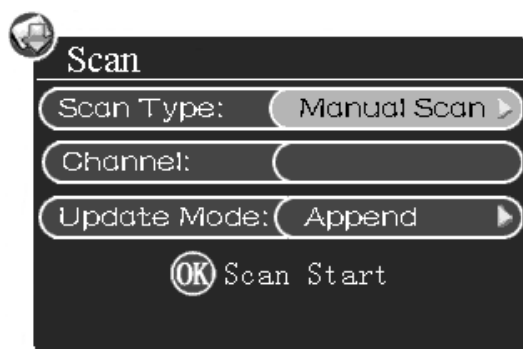 Scan
Scan Type: Manual Scan
Channel:
Update Mode: Append
OK Scan Start